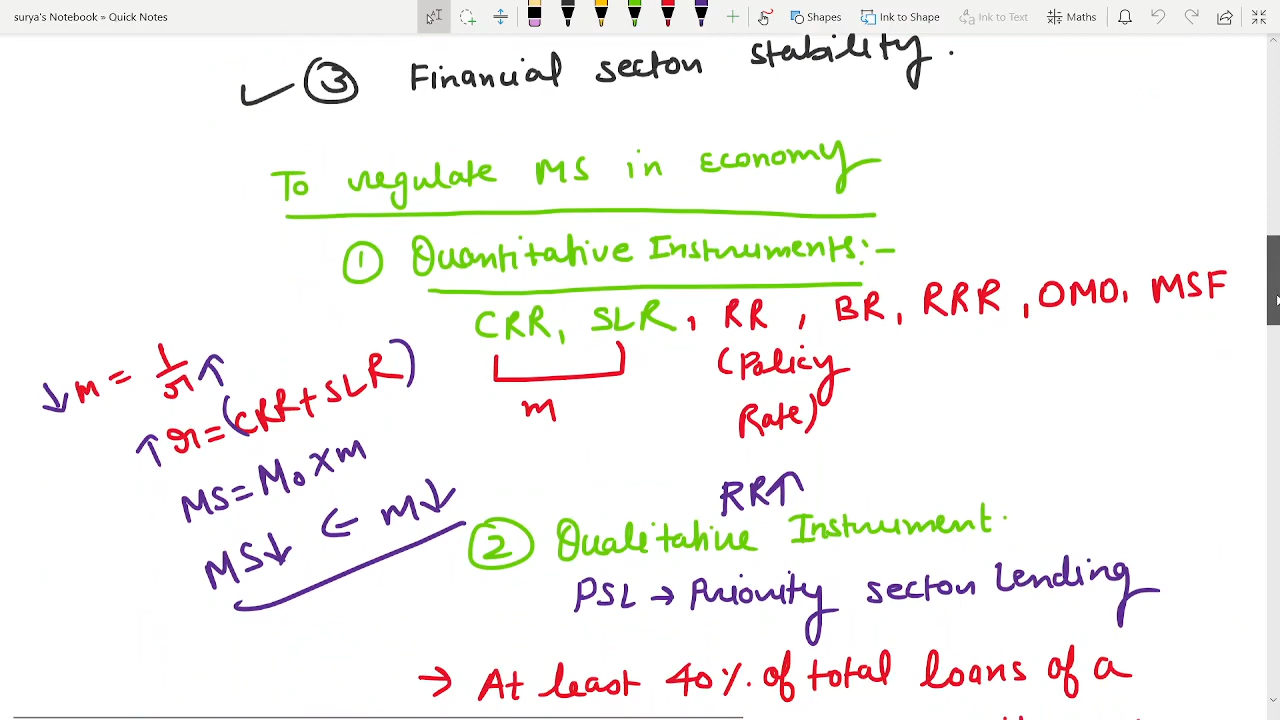 surya's Notebook » Quick Notes
Shapes Ink to Shape Ink to Text Maths
③ Financial sector stability.
To regulate MS in Economy
① Quantitative Instruments:-
CRR, SLR, RR, BR, RRR, OMO, MSF
m
(Policy
Rate)
↓ m = 1/r ↑
↑ r = (CRR + SLR)
MS = M₀ × m
MS↓ ← m↓
RR↑
② Qualitative Instrument.
PSL → Priority sector Lending
→ At least 40% of total loans of a